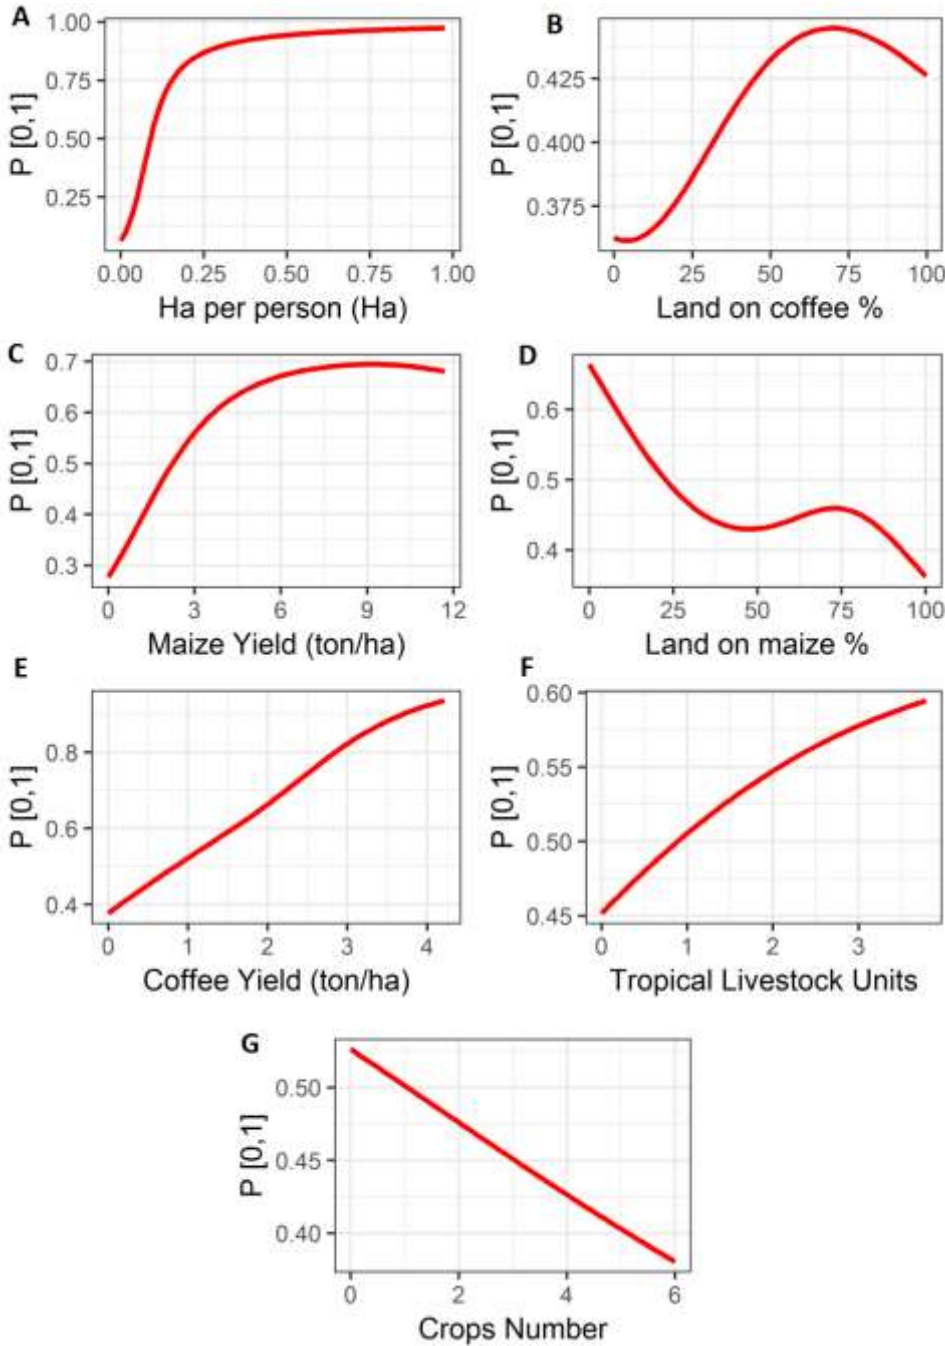 A
P [0,1]
1.00
0.75
0.50
0.25
0.00 0.25 0.50 0.75 1.00
Ha per person (Ha)
B
P [0,1]
0.425
0.400
0.375
0 25 50 75 100
Land on coffee %
C
P [0,1]
0.7
0.6
0.5
0.4
0.3
0 3 6 9 12
Maize Yield (ton/ha)
D
P [0,1]
0.6
0.5
0.4
0 25 50 75 100
Land on maize %
E
P [0,1]
0.8
0.6
0.4
0 1 2 3 4
Coffee Yield (ton/ha)
F
P [0,1]
0.60
0.55
0.50
0.45
0 1 2 3
Tropical Livestock Units
G
P [0,1]
0.50
0.45
0.40
0 2 4 6
Crops Number